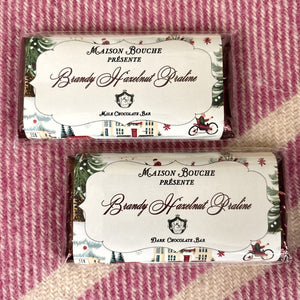 Maison Bouche
Présente
Brandy Hazelnut Praline
Milk Chocolate Bar
Maison Bouche
Présente
Brandy Hazelnut Praline
Dark Chocolate Bar